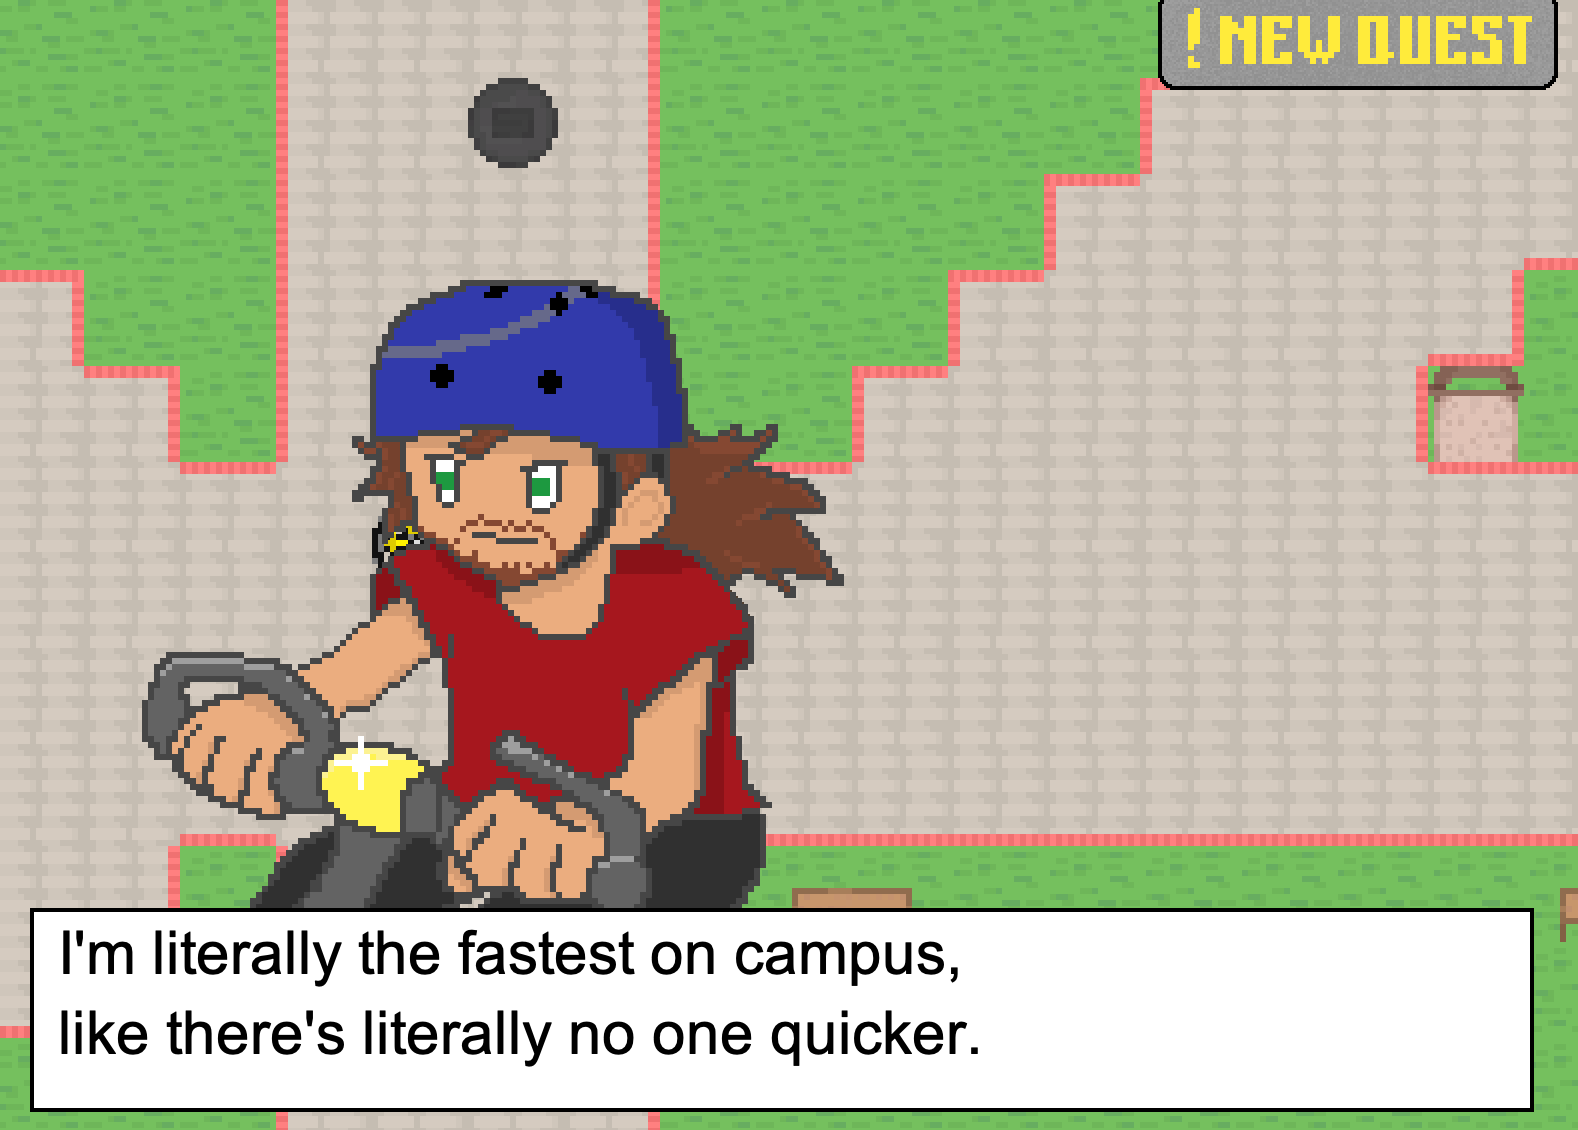 ! NEW QUEST
I'm literally the fastest on campus,
like there's literally no one quicker.